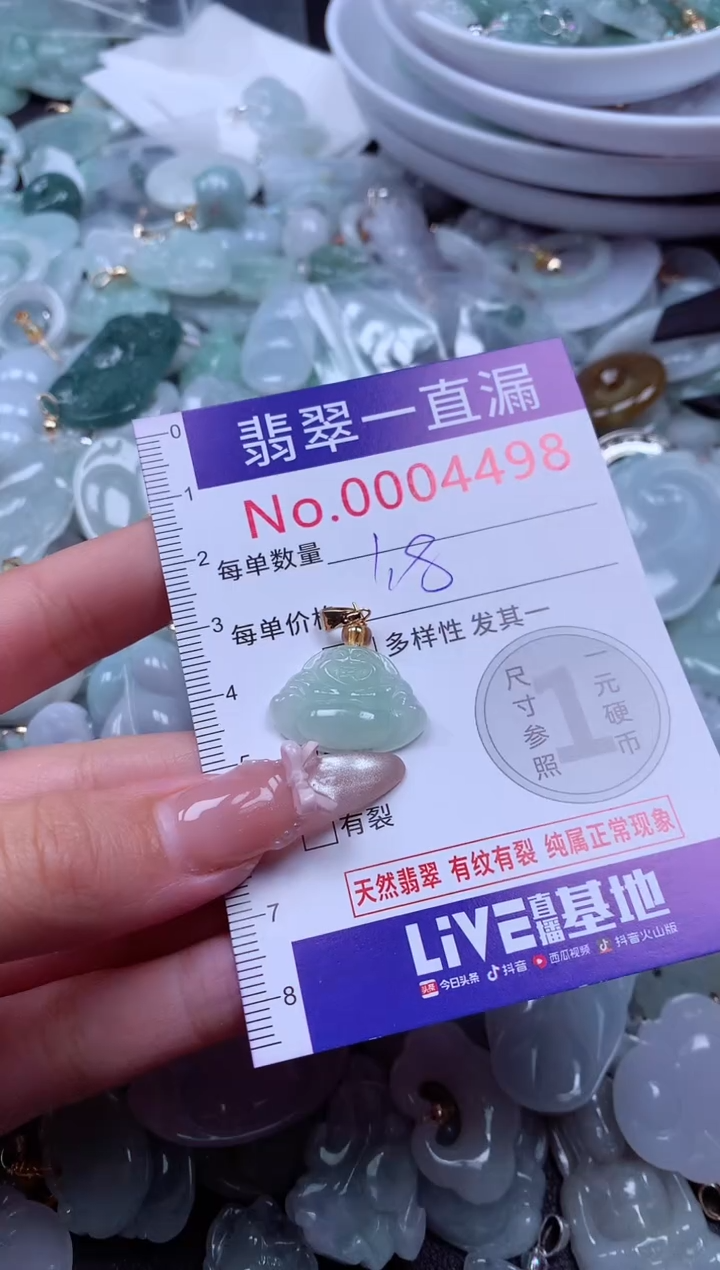 翡翠一直漏
No.0004498
每单数量 1.8
每单价
多样性 发其一
尺寸参照
1
一元硬币
有裂
天然翡翠 有纹有裂 纯属正常现象
LiVE直播基地
头条 今日头条 抖音 西瓜视频 抖音火山版
0
1
2
3
4
7
8